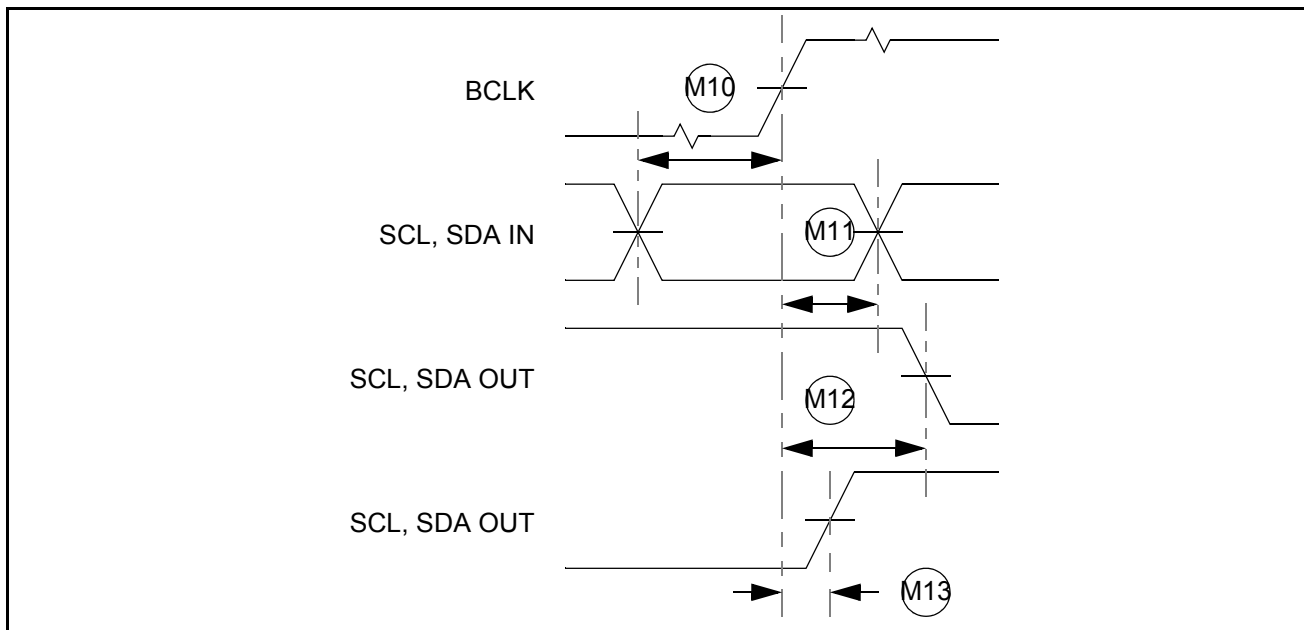 M10
BCLK
SCL, SDA IN
M11
SCL, SDA OUT
M12
SCL, SDA OUT
M13